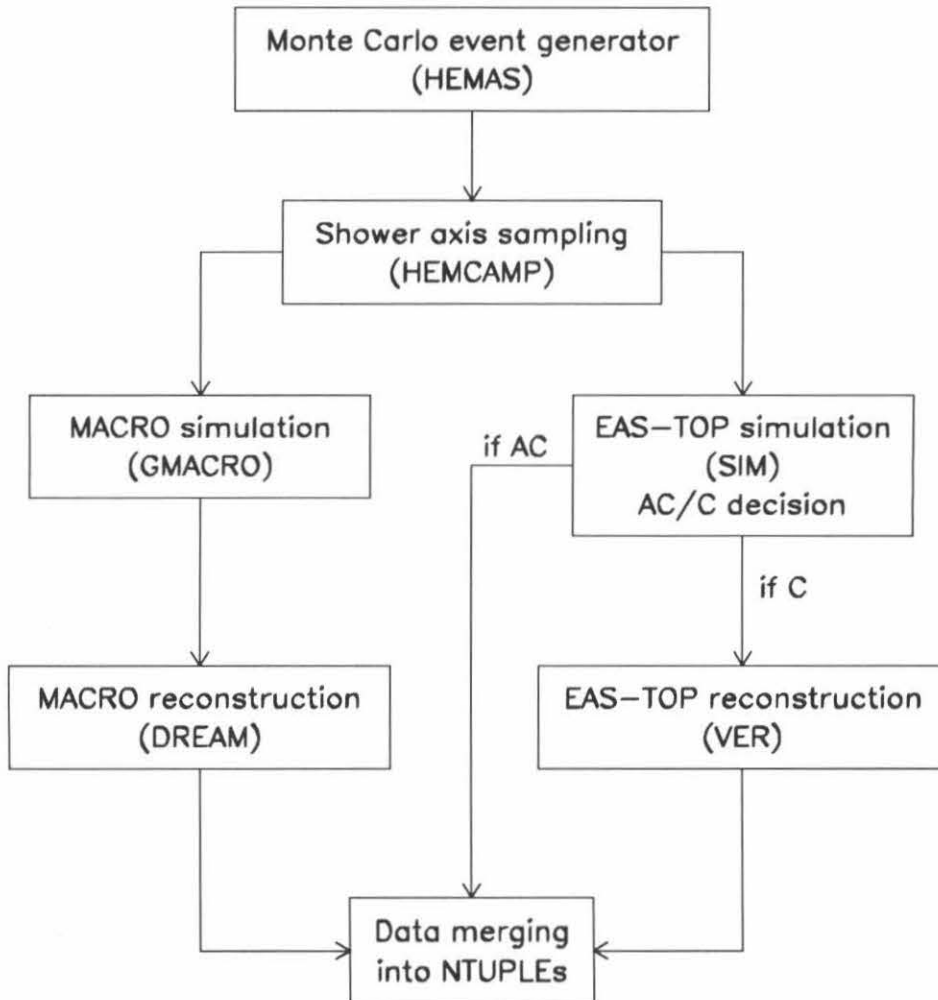 Monte Carlo event generator
(HEMAS)
Shower axis sampling
(HEMCAMP)
MACRO simulation
(GMACRO)
if AC
EAS-TOP simulation
(SIM)
AC/C decision
if C
MACRO reconstruction
(DREAM)
EAS-TOP reconstruction
(VER)
Data merging
into NTUPLEs